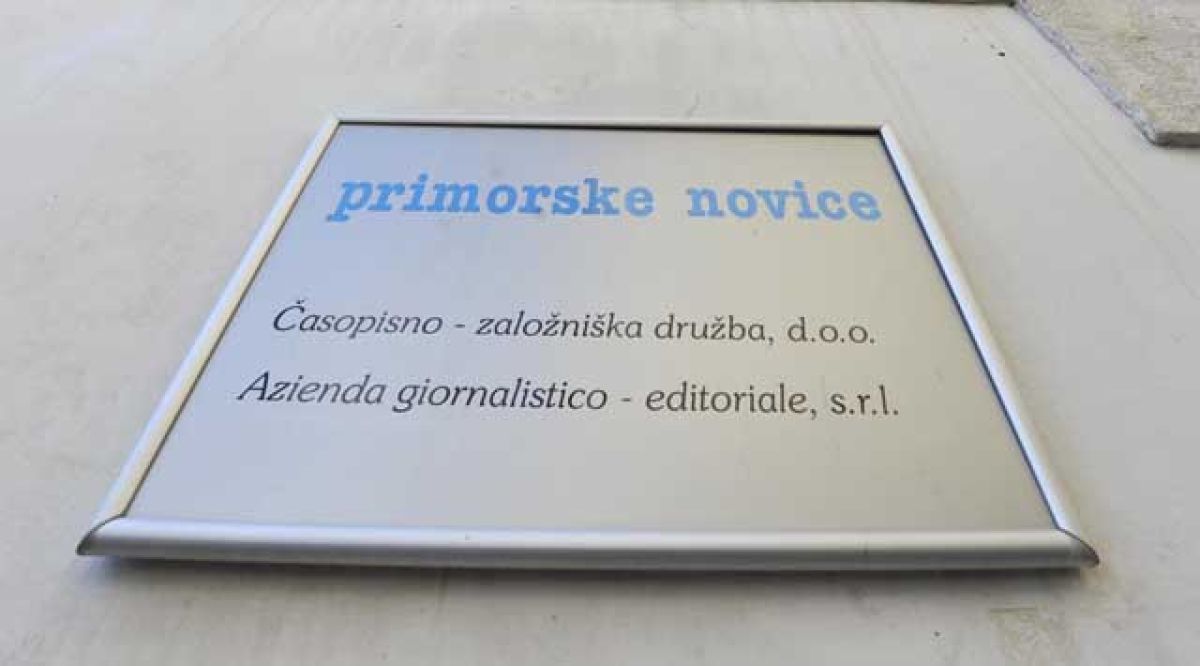 primorske novice
Časopisno - založniška družba, d.o.o.
Azienda giornalistico - editoriale, s.r.l.